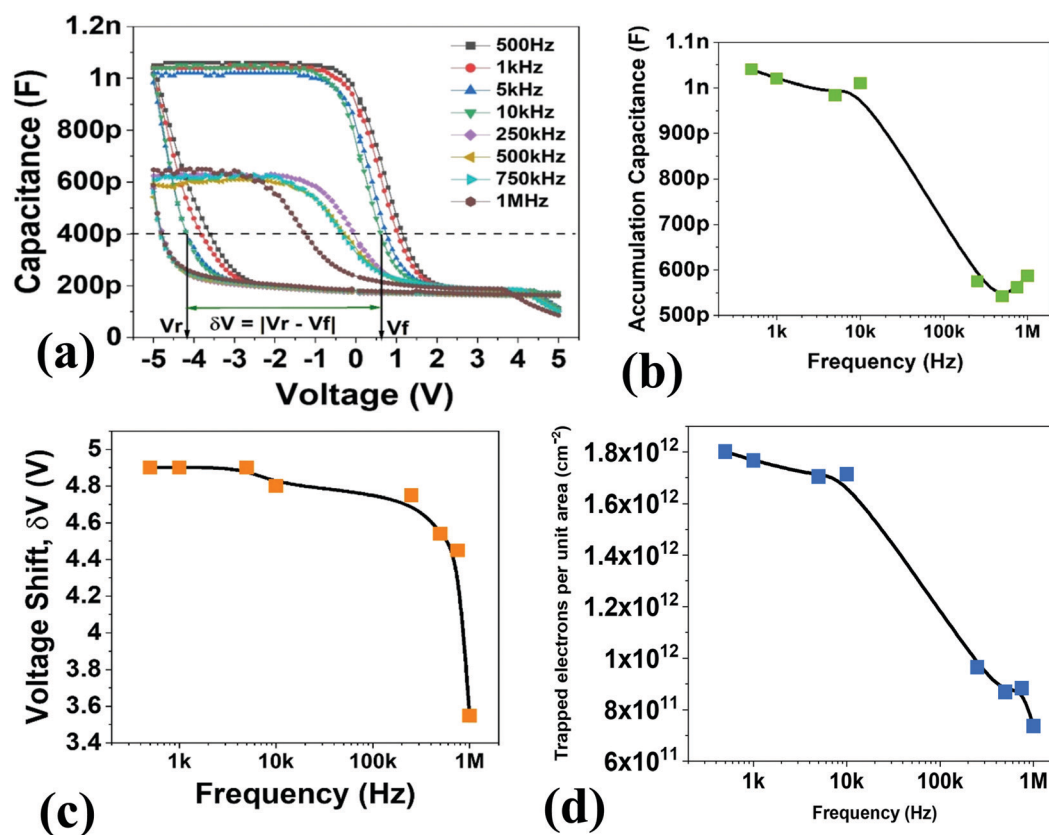 1.2n
1n
800p
600p
400p
200p
0
Capacitance (F)
500Hz
1kHz
5kHz
10kHz
250kHz
500kHz
750kHz
1MHz
Vr
δV = |Vr - Vf|
Vf
-5 -4 -3 -2 -1 0 1 2 3 4 5
Voltage (V)
(a)
1.1n
1n
900p
800p
700p
600p
500p
Accumulation Capacitance (F)
1k 10k 100k 1M
Frequency (Hz)
(b)
5
4.8
4.6
4.4
4.2
4
3.8
3.6
3.4
Voltage Shift, δV (V)
1k 10k 100k 1M
Frequency (Hz)
(c)
1.8x10¹²
1.6x10¹²
1.4x10¹²
1.2x10¹²
1x10¹²
8x10¹¹
6x10¹¹
Trapped electrons per unit area (cm⁻²)
1k 10k 100k 1M
Frequency (Hz)
(d)